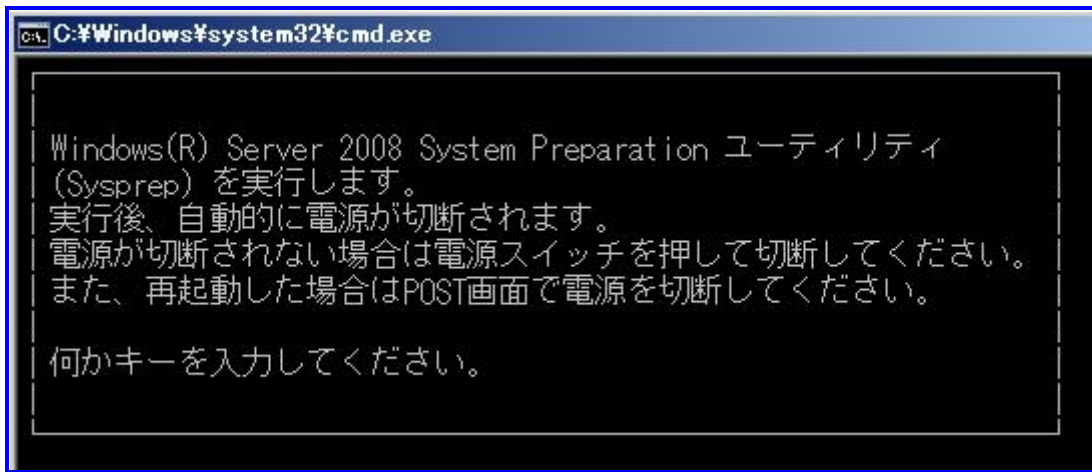 C:¥Windows¥system32¥cmd.exe
Windows(R) Server 2008 System Preparation ユーティリティ
(Sysprep) を実行します。
実行後、自動的に電源が切断されます。
電源が切断されない場合は電源スイッチを押して切断してください。
また、再起動した場合はPOST画面で電源を切断してください。
何かキーを入力してください。